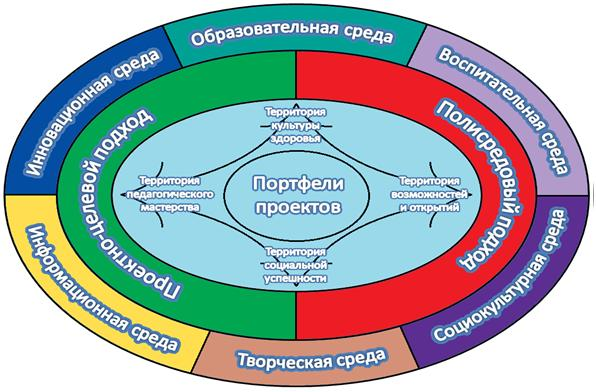 Образовательная среда
Инновационная среда
Воспитательная среда
Проектно-целевой подход
Полисредовый подход
Территория
культуры
здоровья
Территория
педагогического
мастерства
Портфели
проектов
Территория
возможностей
и открытий
Территория
социальной
успешности
Информационная среда
Социокультурная среда
Творческая среда